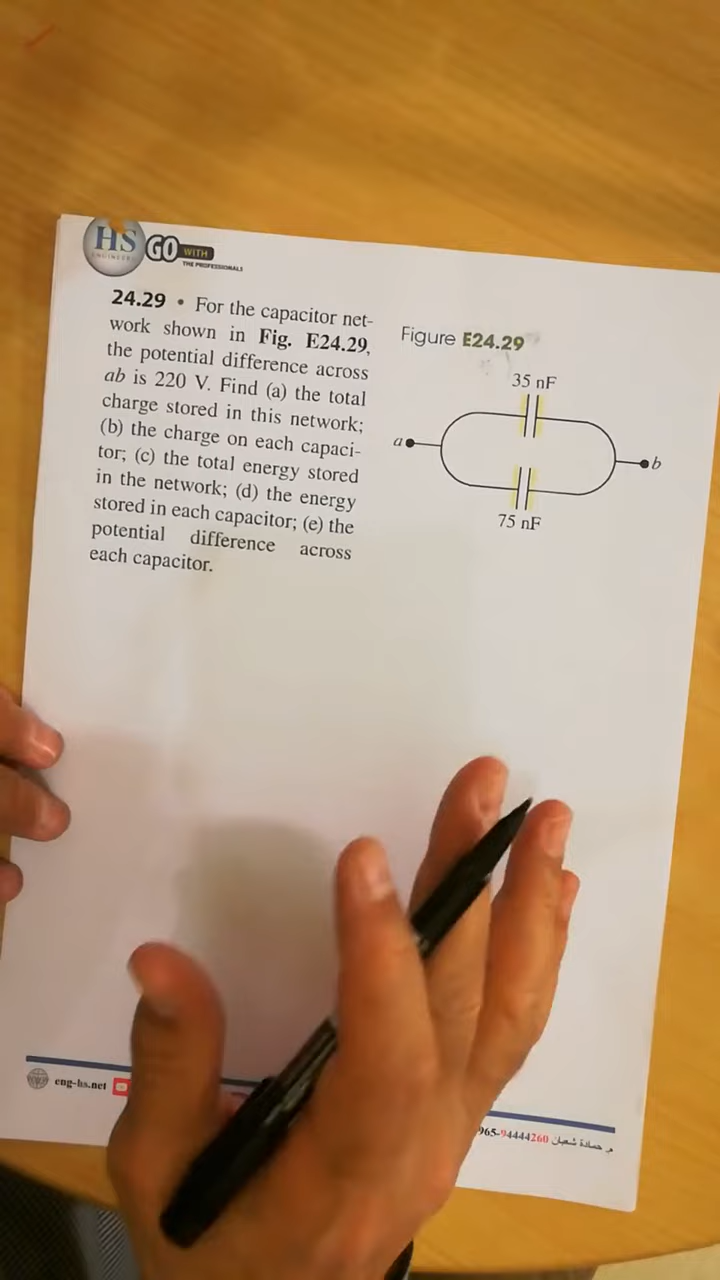 HS
ENGINEER
GO WITH
THE PROFESSIONALS
24.29 • For the capacitor net-
work shown in Fig. E24.29,
the potential difference across
ab is 220 V. Find (a) the total
charge stored in this network;
(b) the charge on each capaci-
tor; (c) the total energy stored
in the network; (d) the energy
stored in each capacitor; (e) the
potential difference across
each capacitor.
Figure E24.29
35 nF
a
b
75 nF
eng-hs.net
965-94444260 م. حمادة شعبان